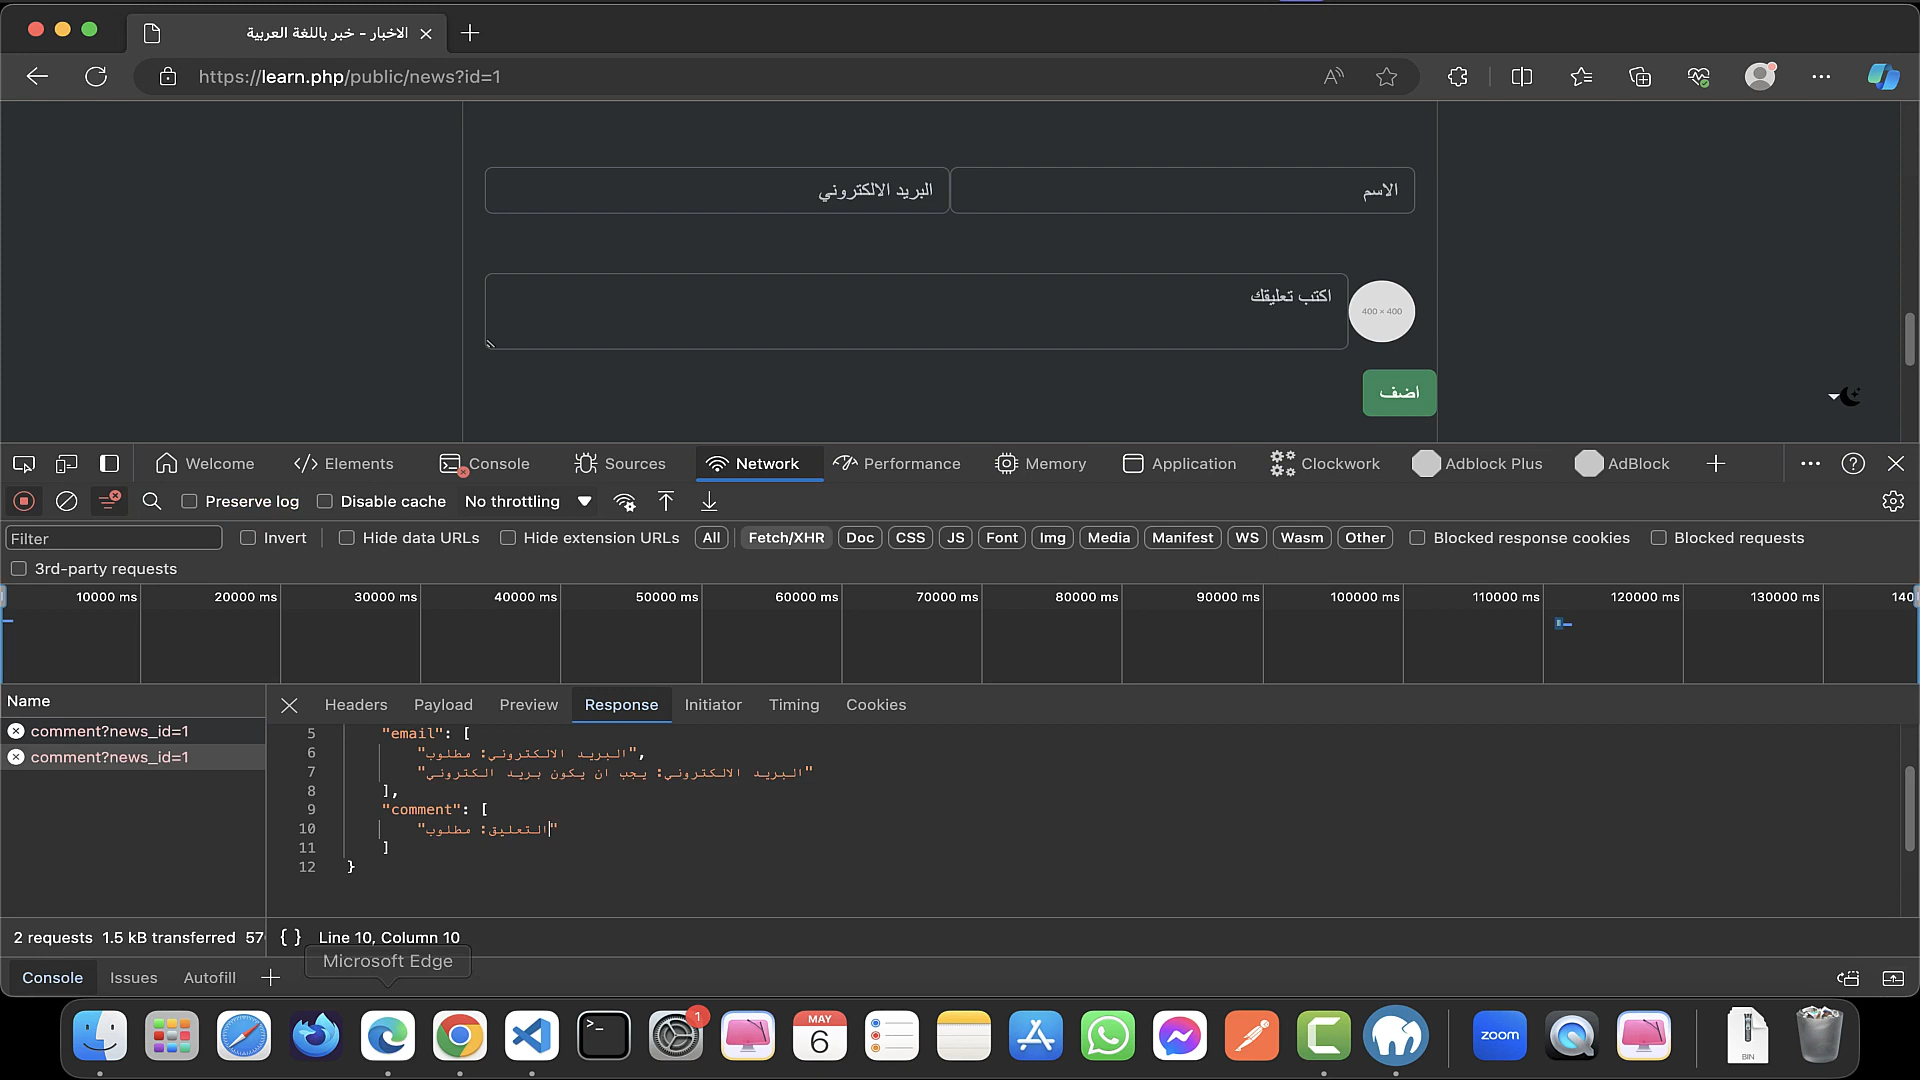 الاخبار - خبر باللغة العربية
https://learn.php/public/news?id=1
الاسم
البريد الالكتروني
اكتب تعليقك
400 × 400
اضف
Welcome
Elements
Console
Sources
Network
Performance
Memory
Application
Clockwork
Adblock Plus
AdBlock
Preserve log
Disable cache
No throttling
Filter
Invert
Hide data URLs
Hide extension URLs
All
Fetch/XHR
Doc
CSS
JS
Font
Img
Media
Manifest
WS
Wasm
Other
Blocked response cookies
Blocked requests
3rd-party requests
10000 ms
20000 ms
30000 ms
40000 ms
50000 ms
60000 ms
70000 ms
80000 ms
90000 ms
100000 ms
110000 ms
120000 ms
130000 ms
140
Name
Headers
Payload
Preview
Response
Initiator
Timing
Cookies
comment?news_id=1
comment?news_id=1
5 "email": [
6 "البريد الالكتروني: مطلوب",
7 "البريد الالكتروني: يجب ان يكون بريد الكتروني"
8 ],
9 "comment": [
10 "التعليق: مطلوب"
11 ]
12 }
2 requests 1.5 kB transferred 57
{ } Line 10, Column 10
Microsoft Edge
Console
Issues
Autofill
1
MAY
6
zoom
BIN